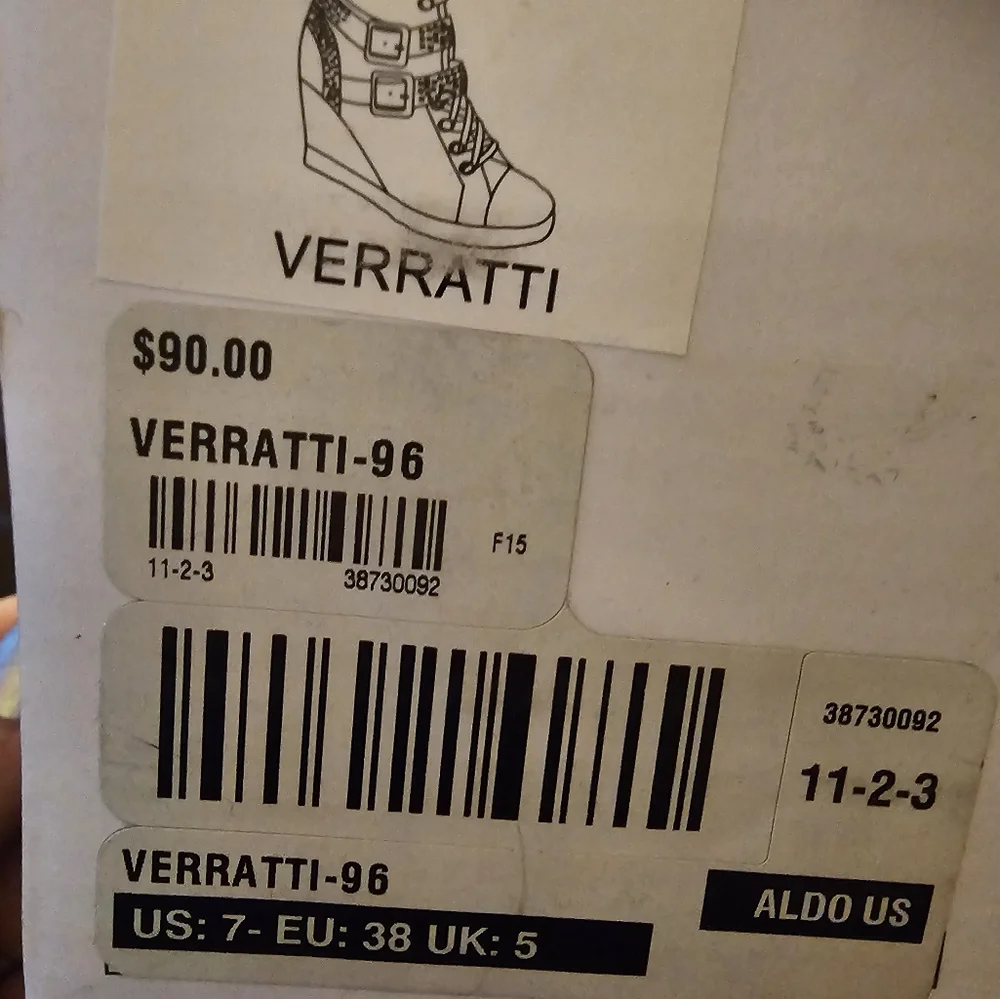 VERRATTI
$90.00
VERRATTI-96
F15
11-2-3 38730092
38730092
11-2-3
VERRATTI-96
ALDO US
US: 7- EU: 38 UK: 5